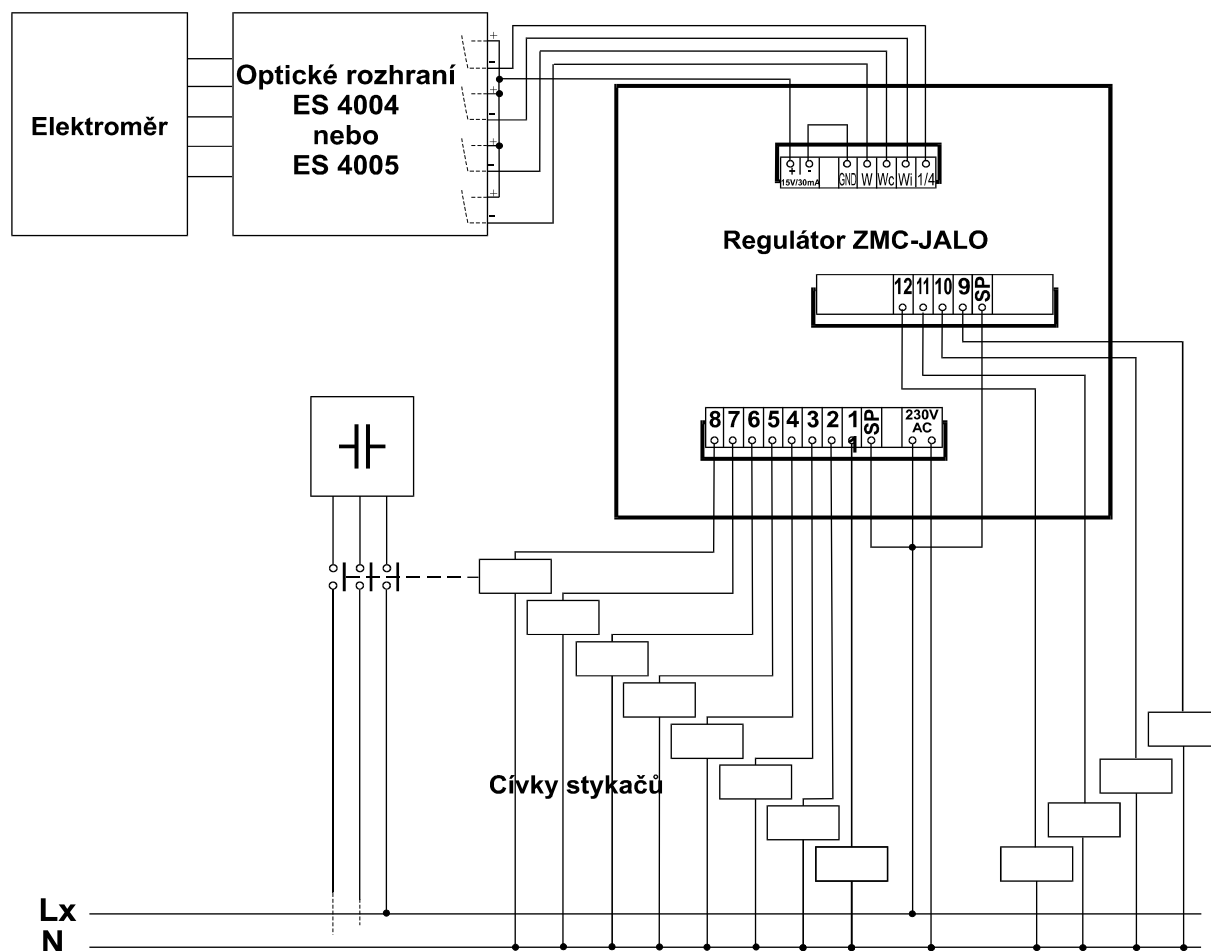 Elektroměr
Optické rozhraní
ES 4004
nebo
ES 4005
+
-
+
-
+
-
+
-
+ - GND W Wc Wi 1/4
15V/30mA
Regulátor ZMC-JALO
12 11 10 9 SP
8 7 6 5 4 3 2 1 SP 230V
AC
1
Cívky stykačů
Lx
N